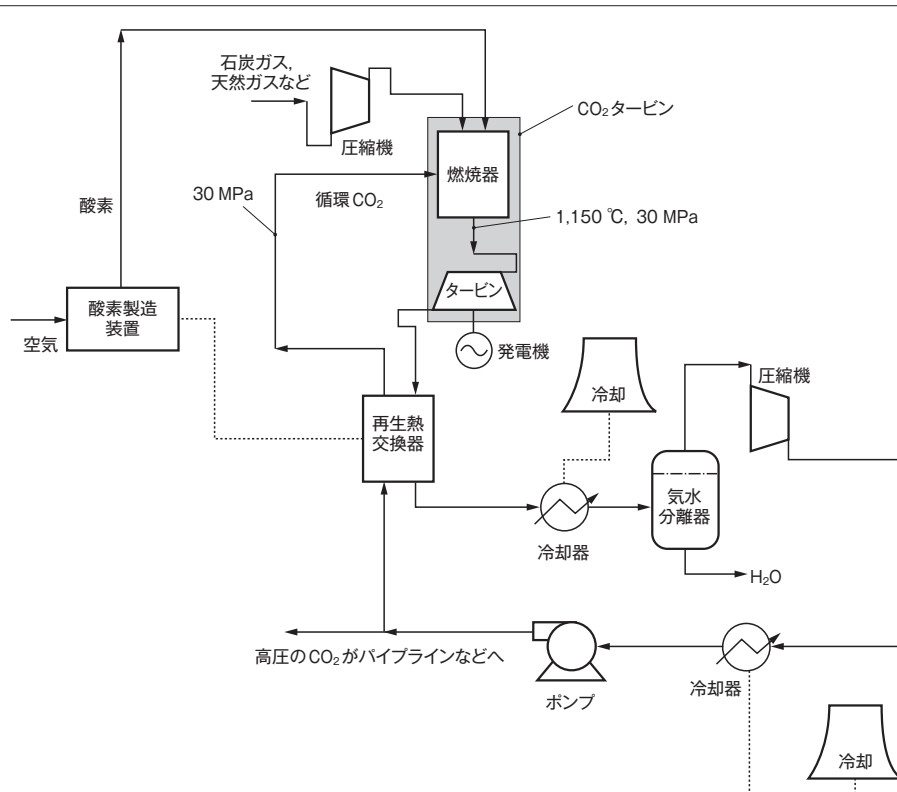 石炭ガス,
天然ガスなど
圧縮機
CO₂タービン
燃焼器
30 MPa
循環CO₂
1,150 ℃, 30 MPa
酸素
タービン
酸素製造
装置
空気
発電機
冷却
圧縮機
再生熱
交換器
気水
分離器
冷却器
H₂O
高圧のCO₂がパイプラインなどへ
ポンプ
冷却器
冷却